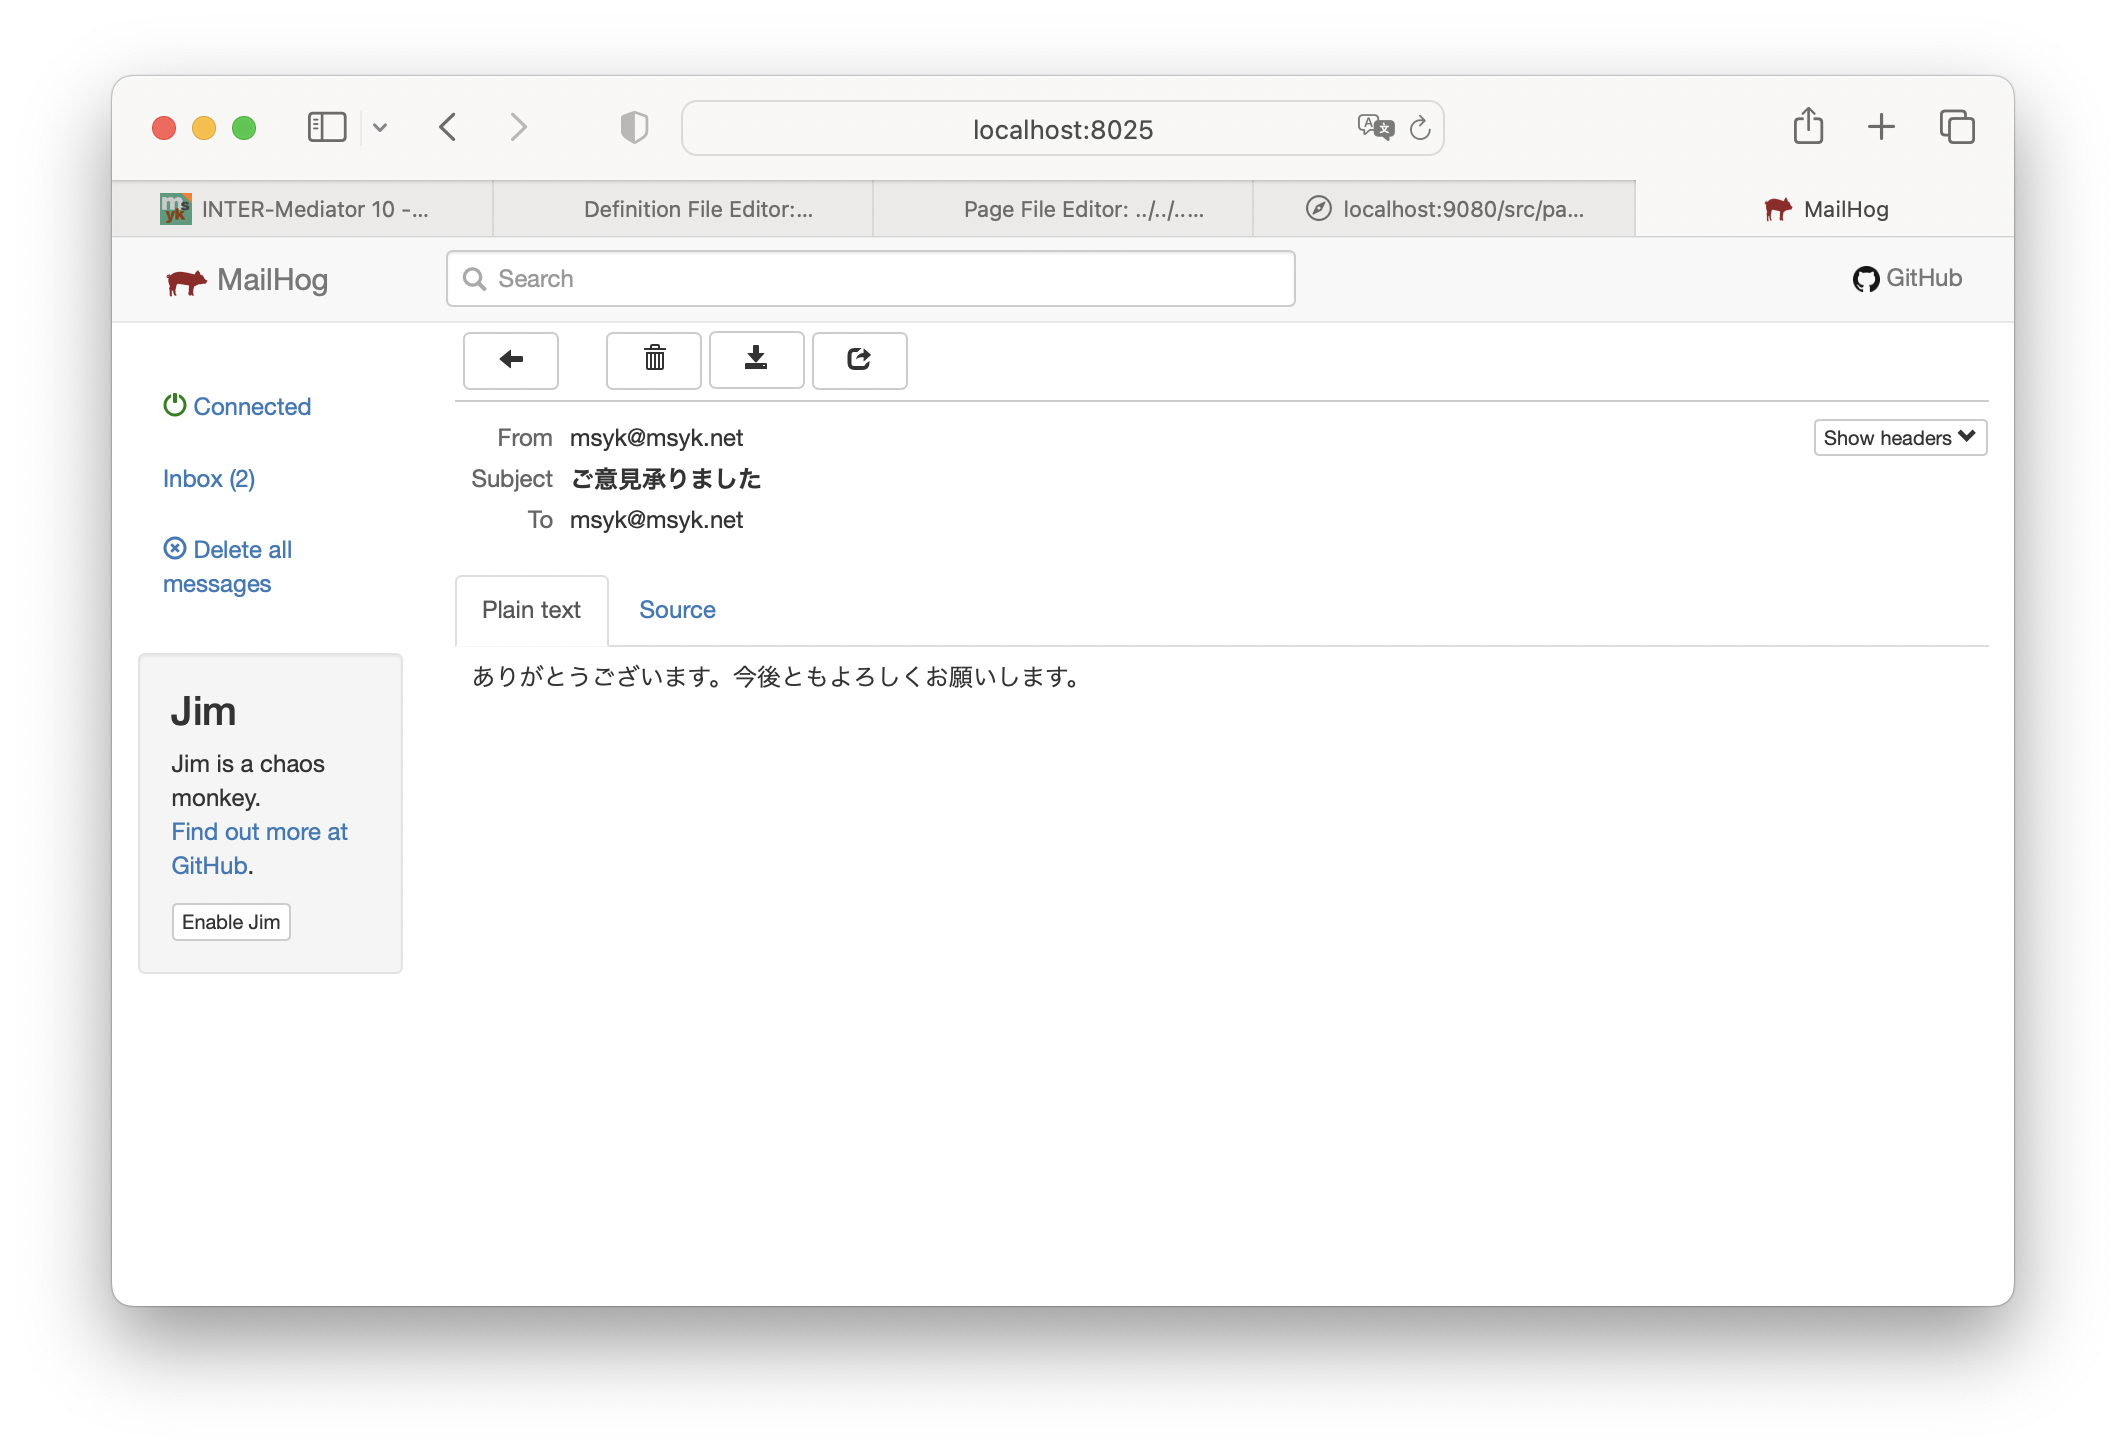 localhost:8025
INTER-Mediator 10 -...
Definition File Editor:...
Page File Editor: ../../.....
localhost:9080/src/pa...
MailHog
MailHog
Search
GitHub
Connected
Inbox (2)
Delete all
messages
Jim
Jim is a chaos
monkey.
Find out more at
GitHub.
Enable Jim
From msyk@msyk.net
Show headers
Subject ご意見承りました
To msyk@msyk.net
Plain text
Source
ありがとうございます。今後ともよろしくお願いします。